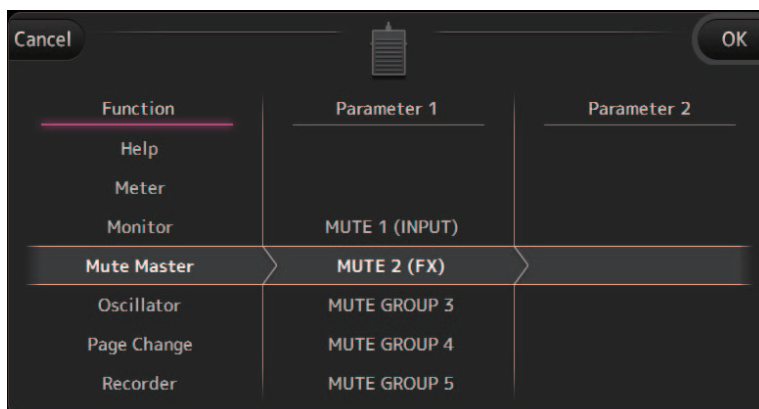 Cancel
OK
Function Parameter 1 Parameter 2
Help
Meter
Monitor MUTE 1 (INPUT)
Mute Master MUTE 2 (FX)
Oscillator MUTE GROUP 3
Page Change MUTE GROUP 4
Recorder MUTE GROUP 5